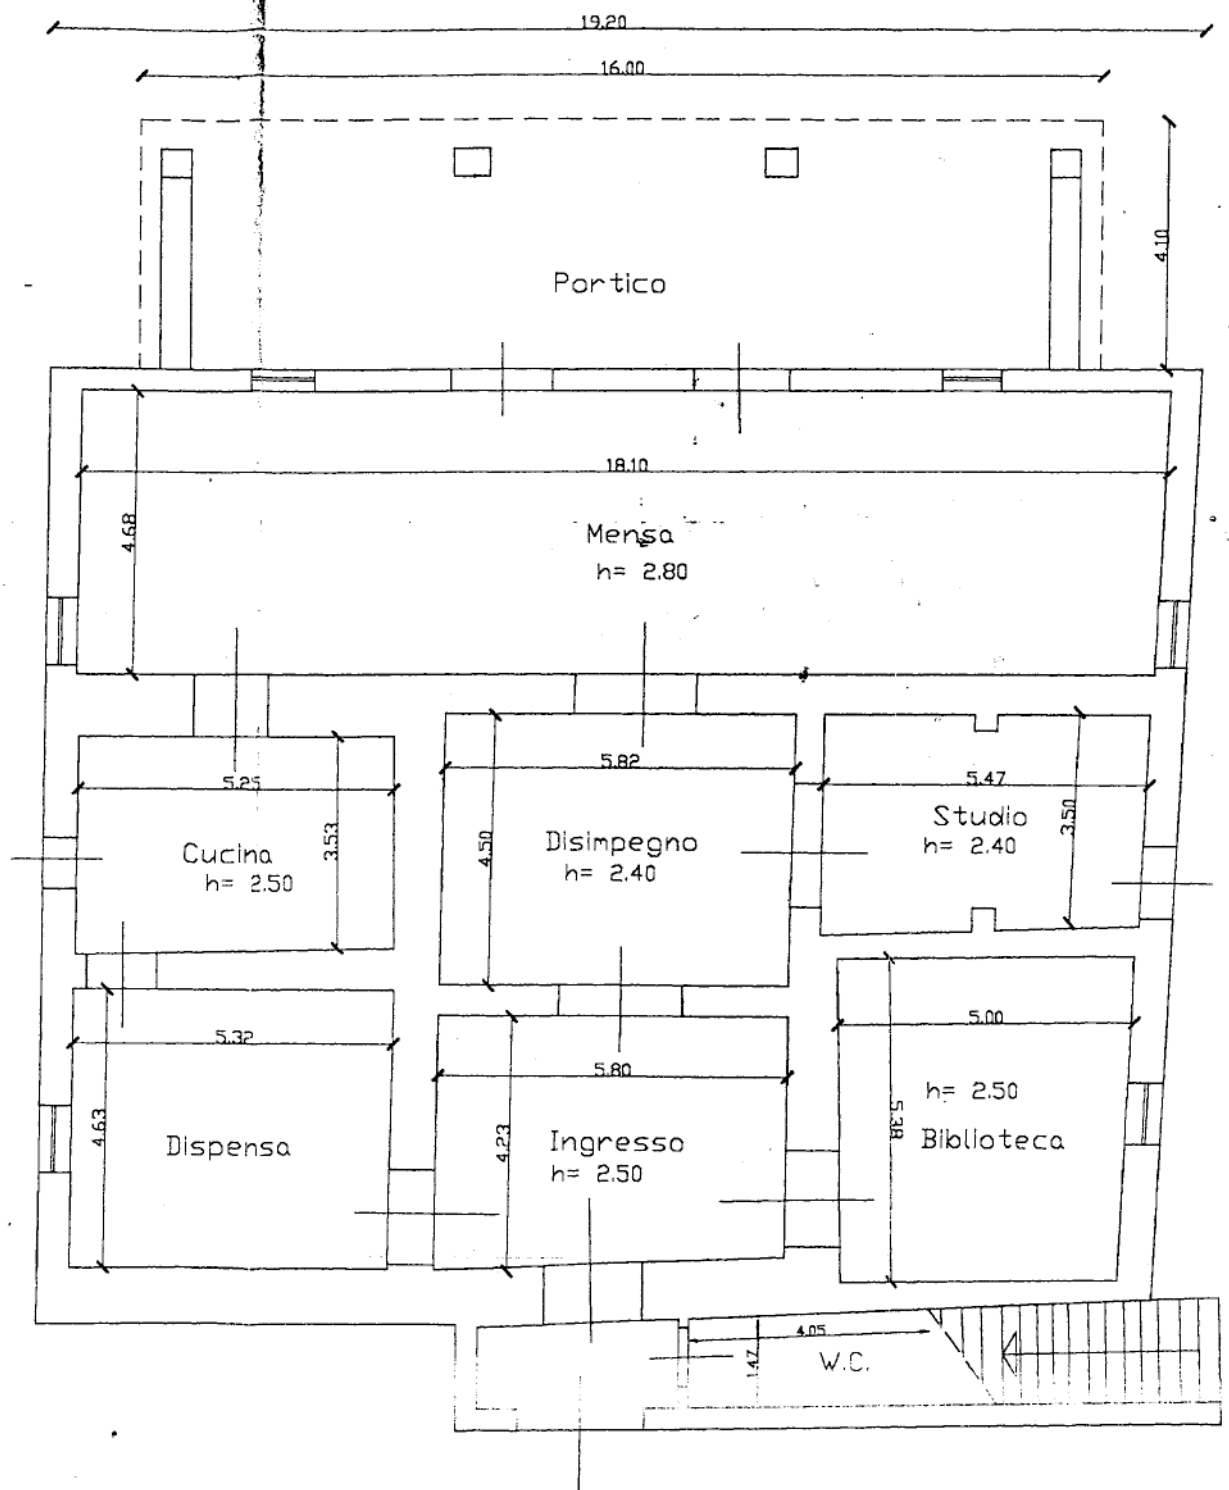 19.20
16.00
4.10
Portico
18.10
4.68
Mensa
h= 2.80
5.25
3.53
Cucina
h= 2.50
5.82
4.50
Disimpegno
h= 2.40
5.47
3.50
Studio
h= 2.40
5.32
4.63
Dispensa
5.80
4.23
Ingresso
h= 2.50
5.00
5.38
h= 2.50
Biblioteca
4.05
1.47
W.C.